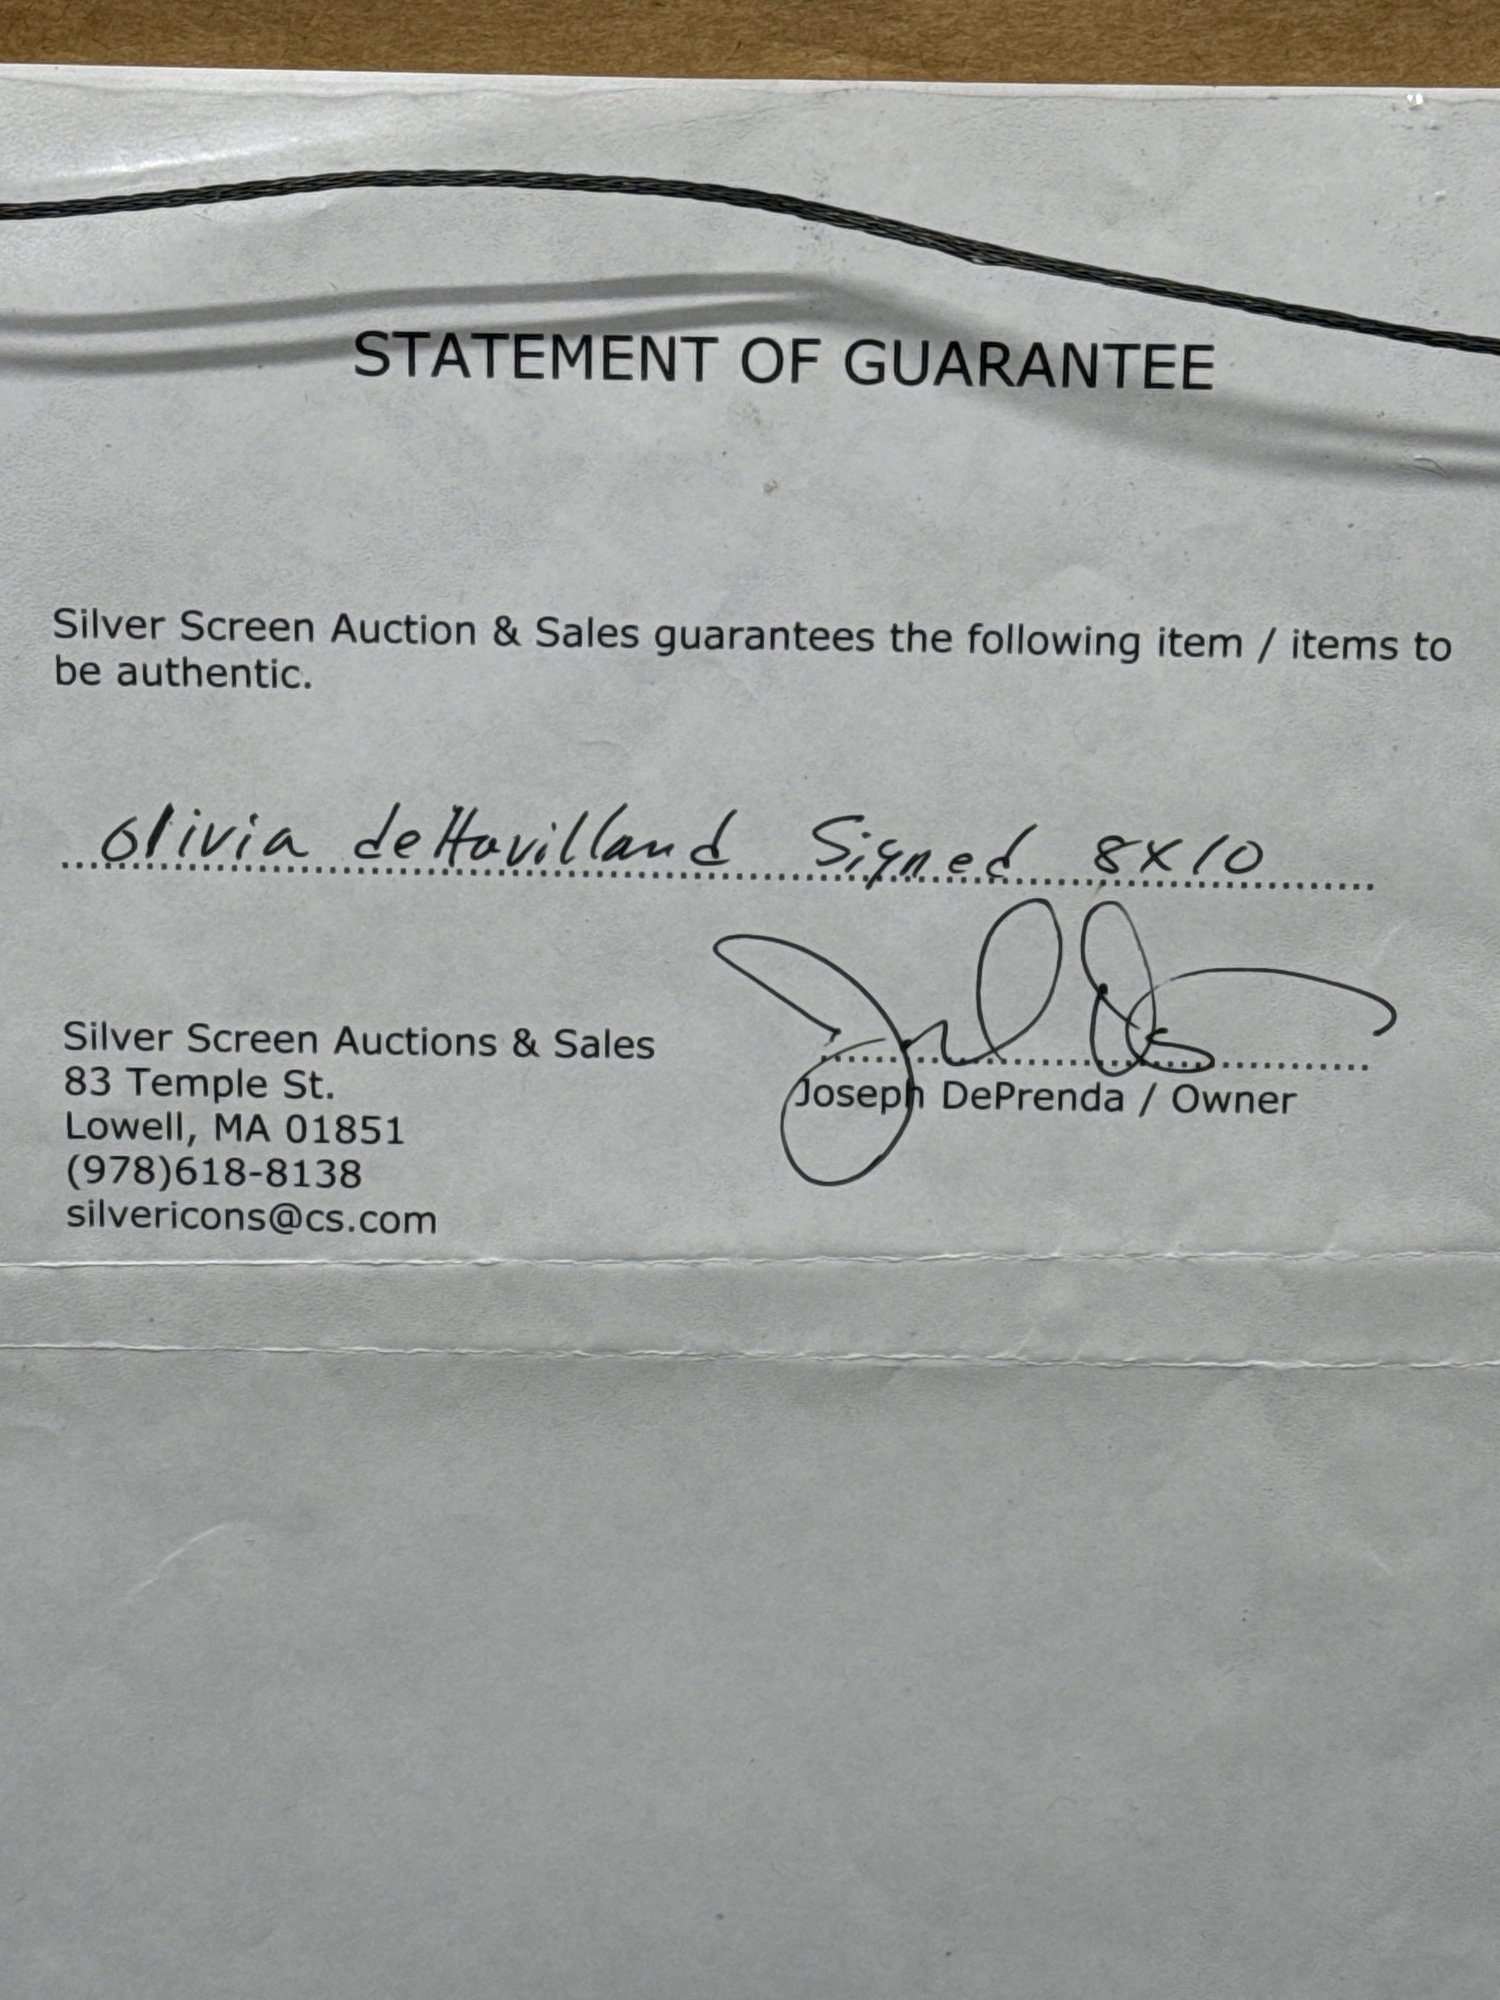 STATEMENT OF GUARANTEE
Silver Screen Auction & Sales guarantees the following item / items to
be authentic.
Olivia deHavilland Signed 8x10
Silver Screen Auctions & Sales
83 Temple St.
Lowell, MA 01851
(978)618-8138
silvericons@cs.com
Joseph DePrenda / Owner